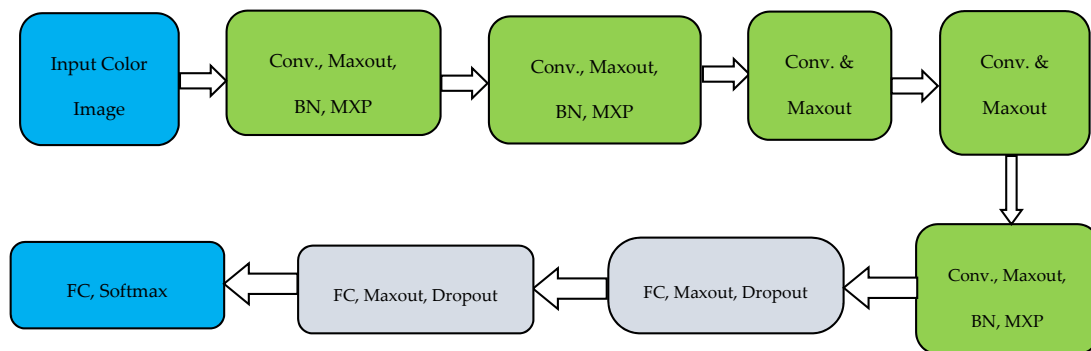 Input Color
Image
Conv., Maxout,
BN, MXP
Conv., Maxout,
BN, MXP
Conv. &
Maxout
Conv. &
Maxout
Conv., Maxout,
BN, MXP
FC, Maxout, Dropout
FC, Maxout, Dropout
FC, Softmax